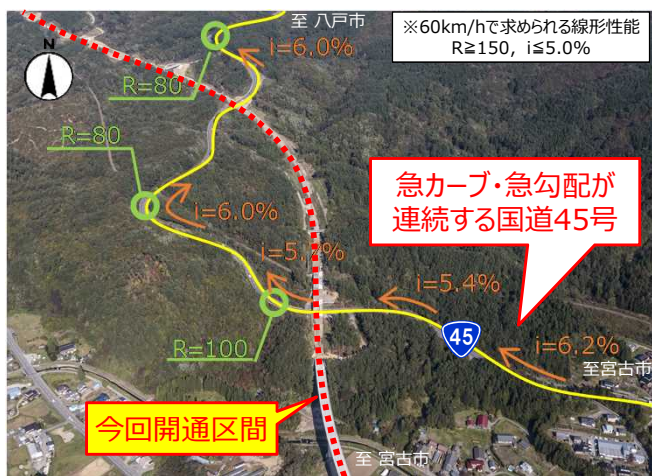 至 八戸市
※60km/hで求められる線形性能
R≧150, i≦5.0%
N
i=6.0%
R=80
R=80
急カーブ・急勾配が
連続する国道45号
i=6.0%
i=5.4%
R=100
45
i=6.2%
至宮古市
今回開通区間
至 宮古市